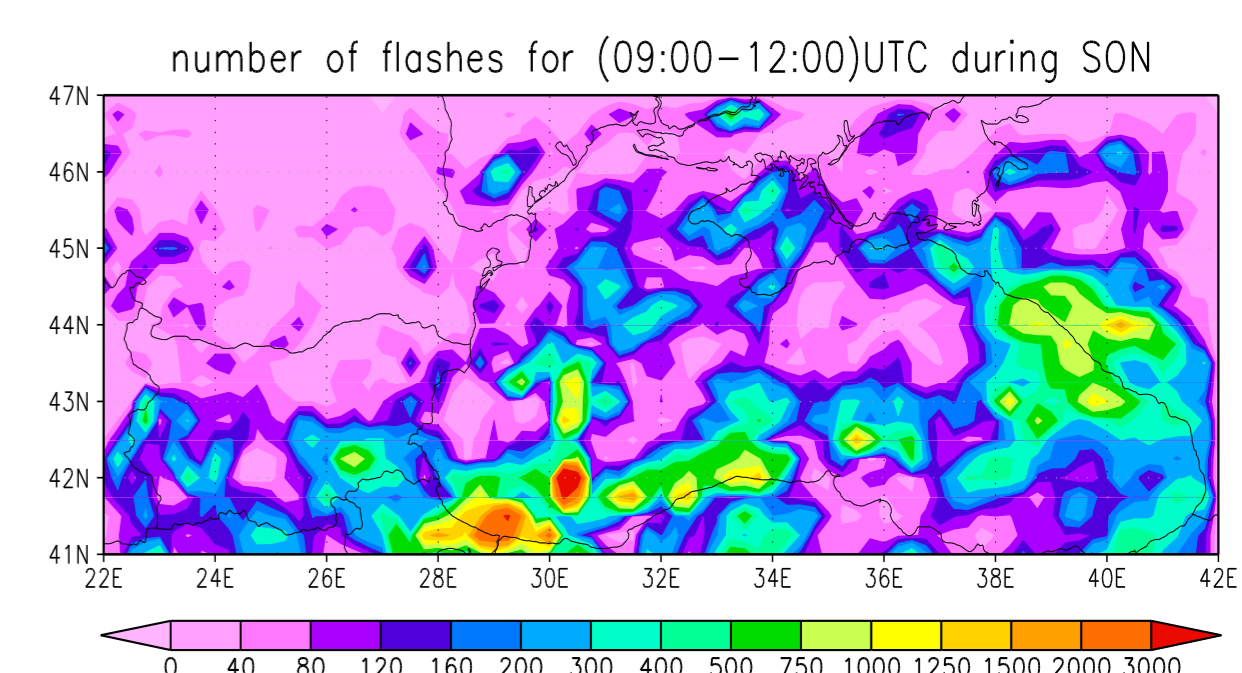 number of flashes for (09:00−12:00)UTC during SON
47N
46N
45N
44N
43N
42N
41N
22E 24E 26E 28E 30E 32E 34E 36E 38E 40E 42E
0 40 80 120 160 200 300 400 500 750 1000 1250 1500 2000 3000